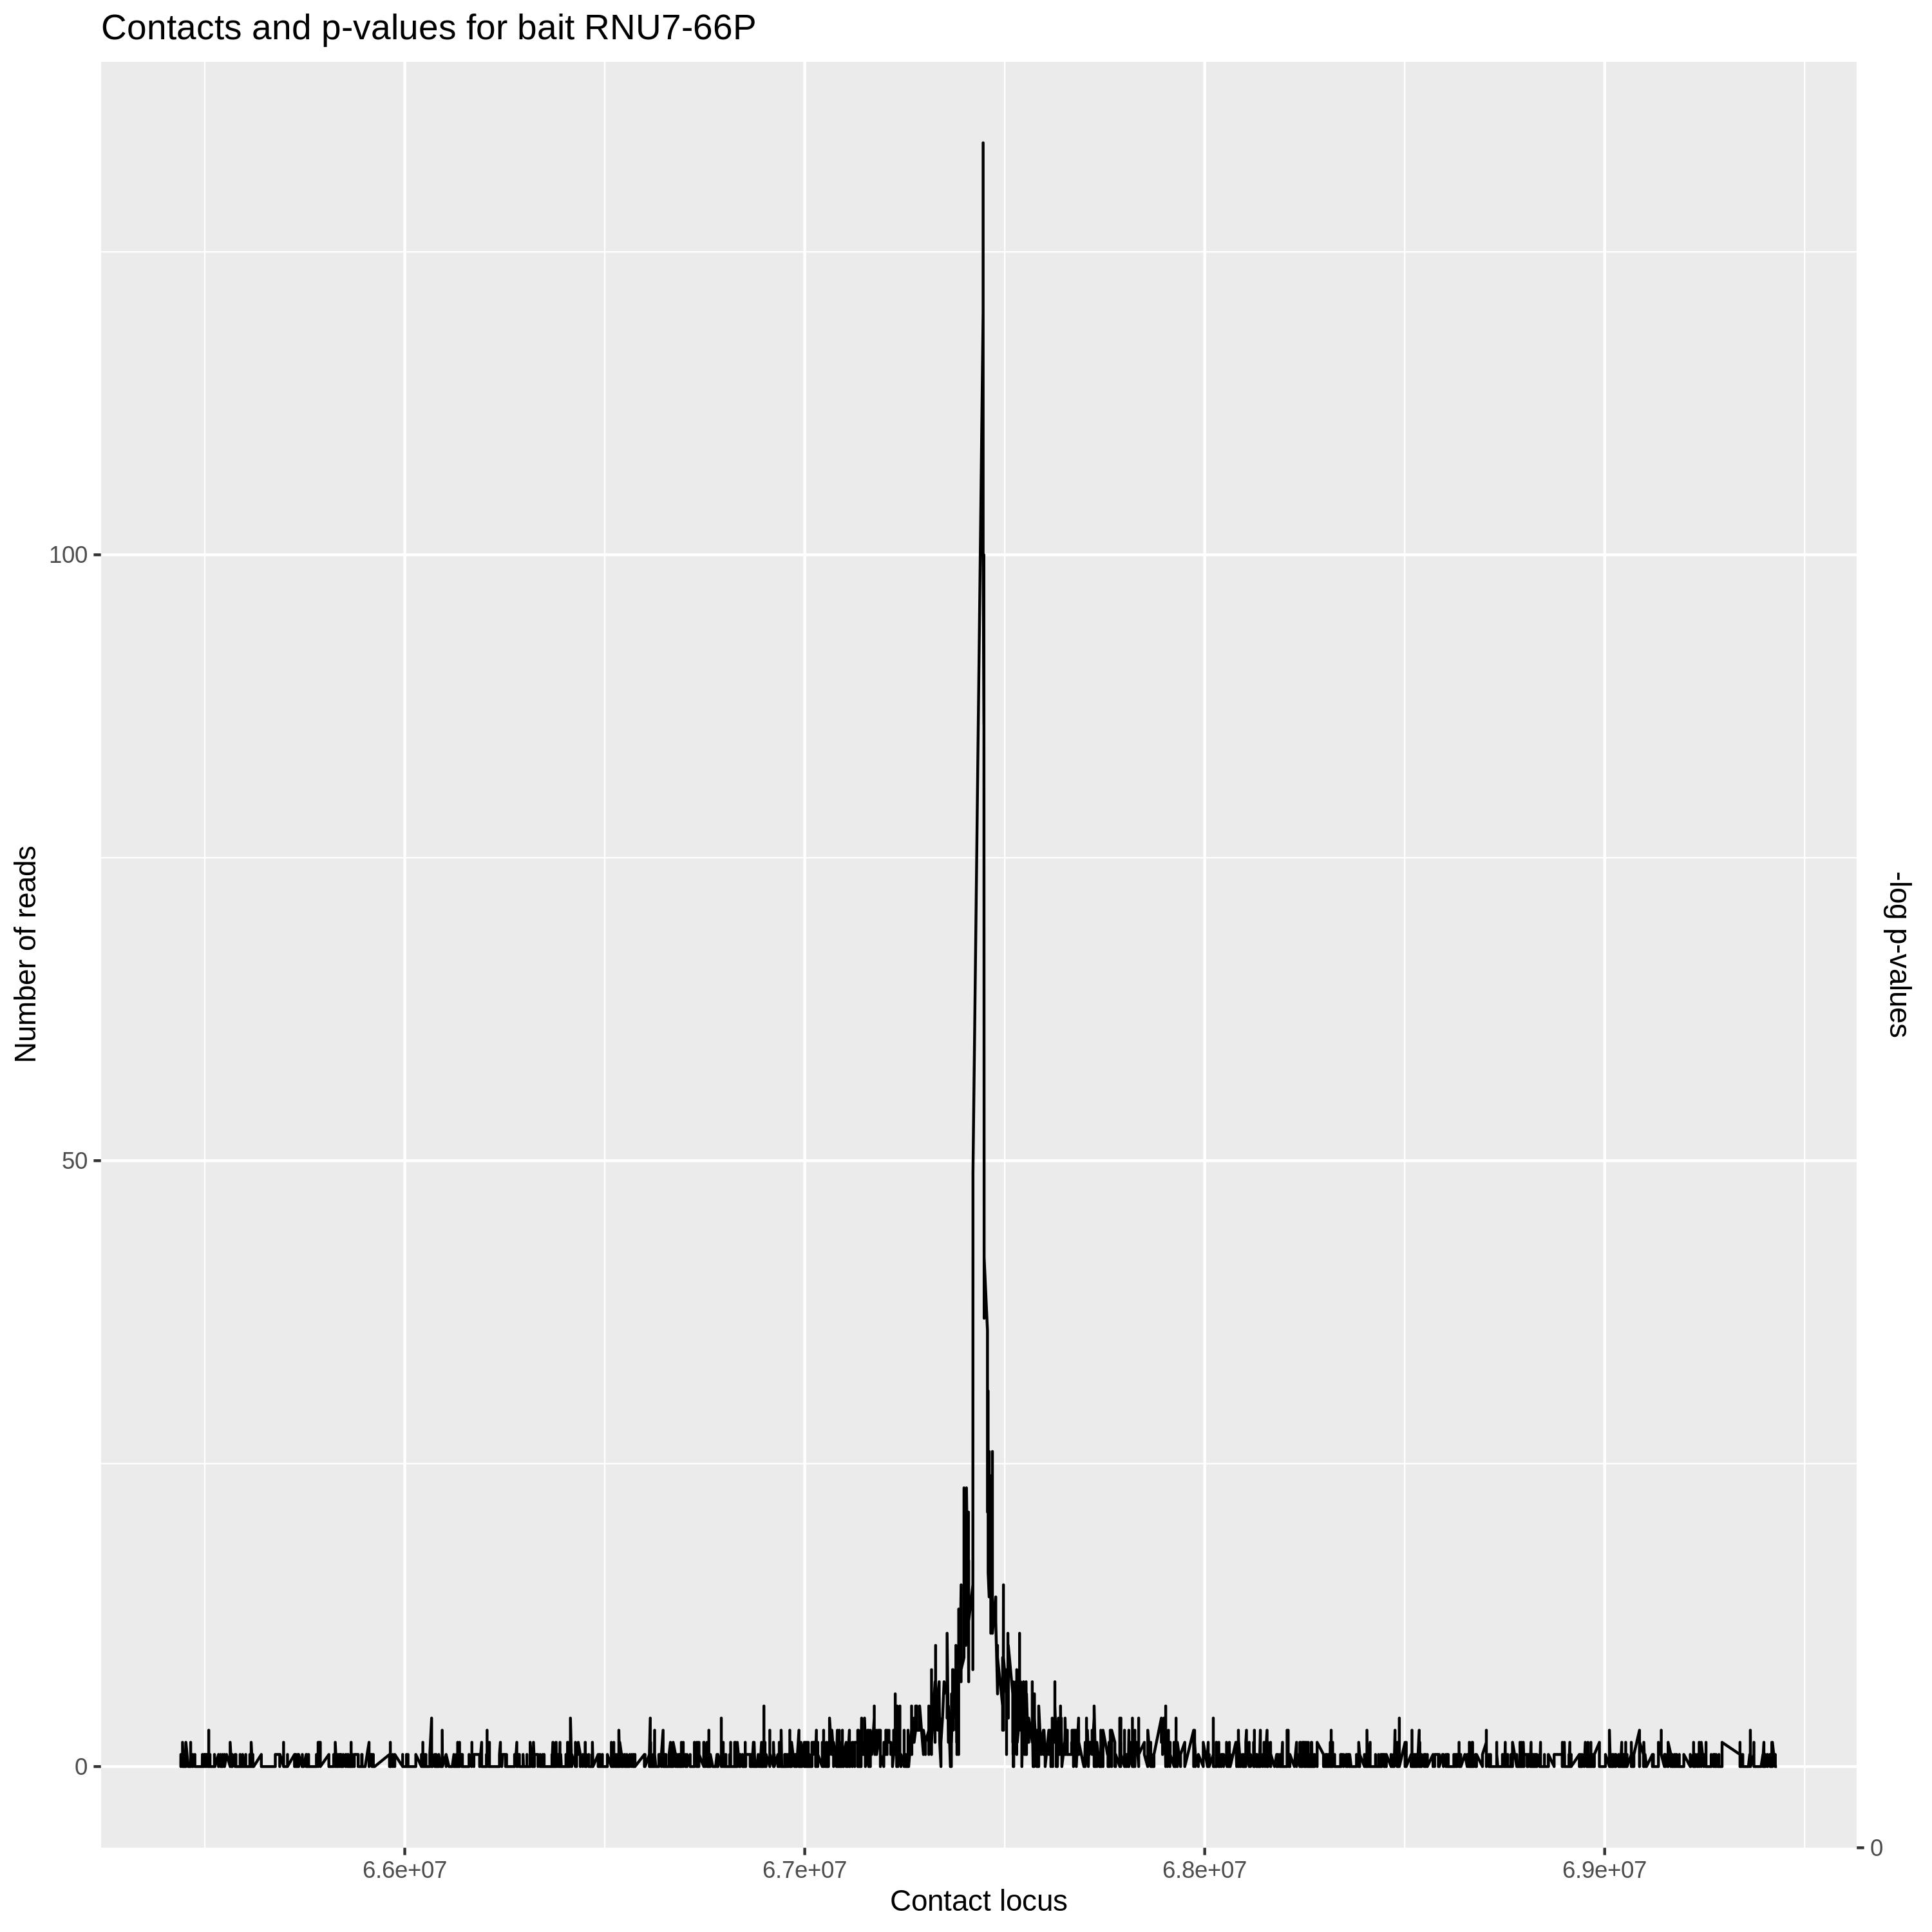 Contacts and p-values for bait RNU7-66P
100
50
0
Number of reads
-log p-values
0
6.6e+07
6.7e+07
6.8e+07
6.9e+07
Contact locus